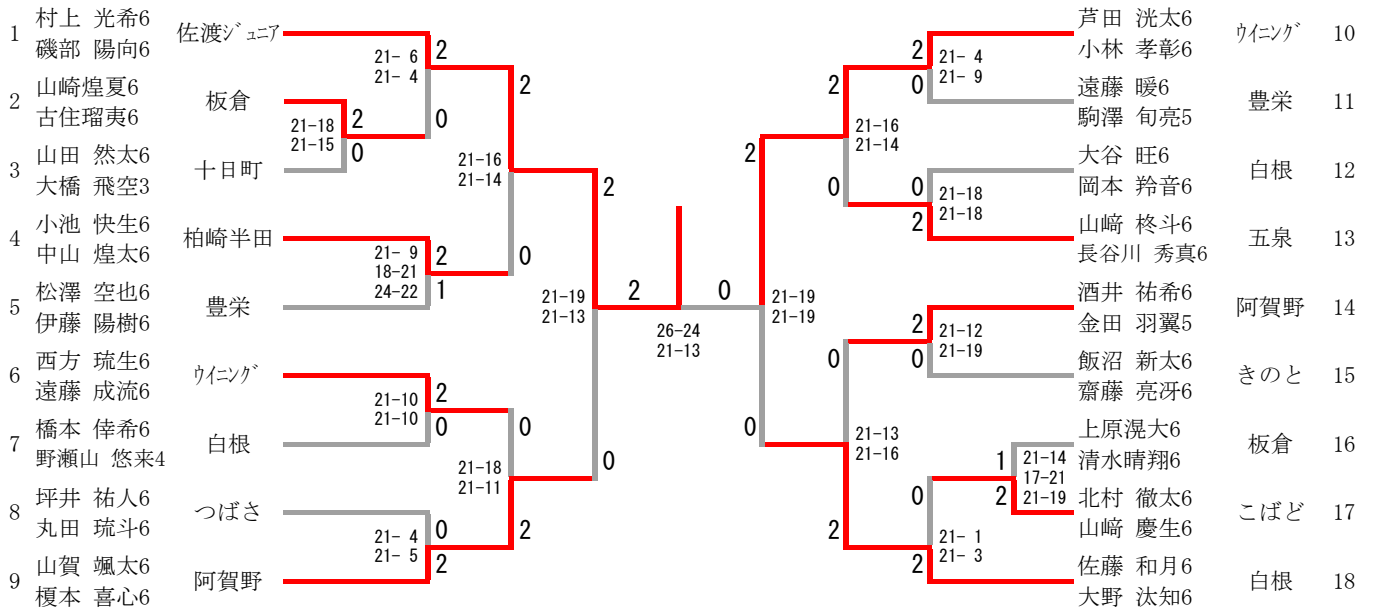 1 村上 光希6 佐渡ジュニア
磯部 陽向6
2 山崎煌夏6 板倉
古住瑠夷6
3 山田 然太6 十日町
大橋 飛空3
4 小池 快生6 柏崎半田
中山 煌太6
5 松澤 空也6 豊栄
伊藤 陽樹6
6 西方 琉生6 ウイニング
遠藤 成流6
7 橋本 倖希6 白根
野瀬山 悠来4
8 坪井 祐人6 つばさ
丸田 琉斗6
9 山賀 颯太6 阿賀野
榎本 喜心6
21- 6 2
21- 4 0
21-18 2
21-15 0
21- 9 2
18-21
24-22 1
21-10 2
21-10 0
21- 4 0
21- 5 2
2
21-16
21-14
0
0
21-18
21-11
2
2
21-19
21-13
0
2 0
26-24
21-13
2
21-19
21-19
0
2
21-16
21-14
0
0
21-13
21-16
2
2 21- 4
0 21- 9
0 21-18
2 21-18
2 21-12
0 21-19
1 21-14
17-21
2 21-19
0 21- 1
2 21- 3
芦田 洸太6 ウイニング 10
小林 孝彰6
遠藤 暖6 豊栄 11
駒澤 旬亮5
大谷 旺6 白根 12
岡本 羚音6
山﨑 柊斗6 五泉 13
長谷川 秀真6
酒井 祐希6 阿賀野 14
金田 羽翼5
飯沼 新太6 きのと 15
齋藤 亮冴6
上原滉大6 板倉 16
清水晴翔6
北村 徹太6 こばど 17
山﨑 慶生6
佐藤 和月6 白根 18
大野 汰知6